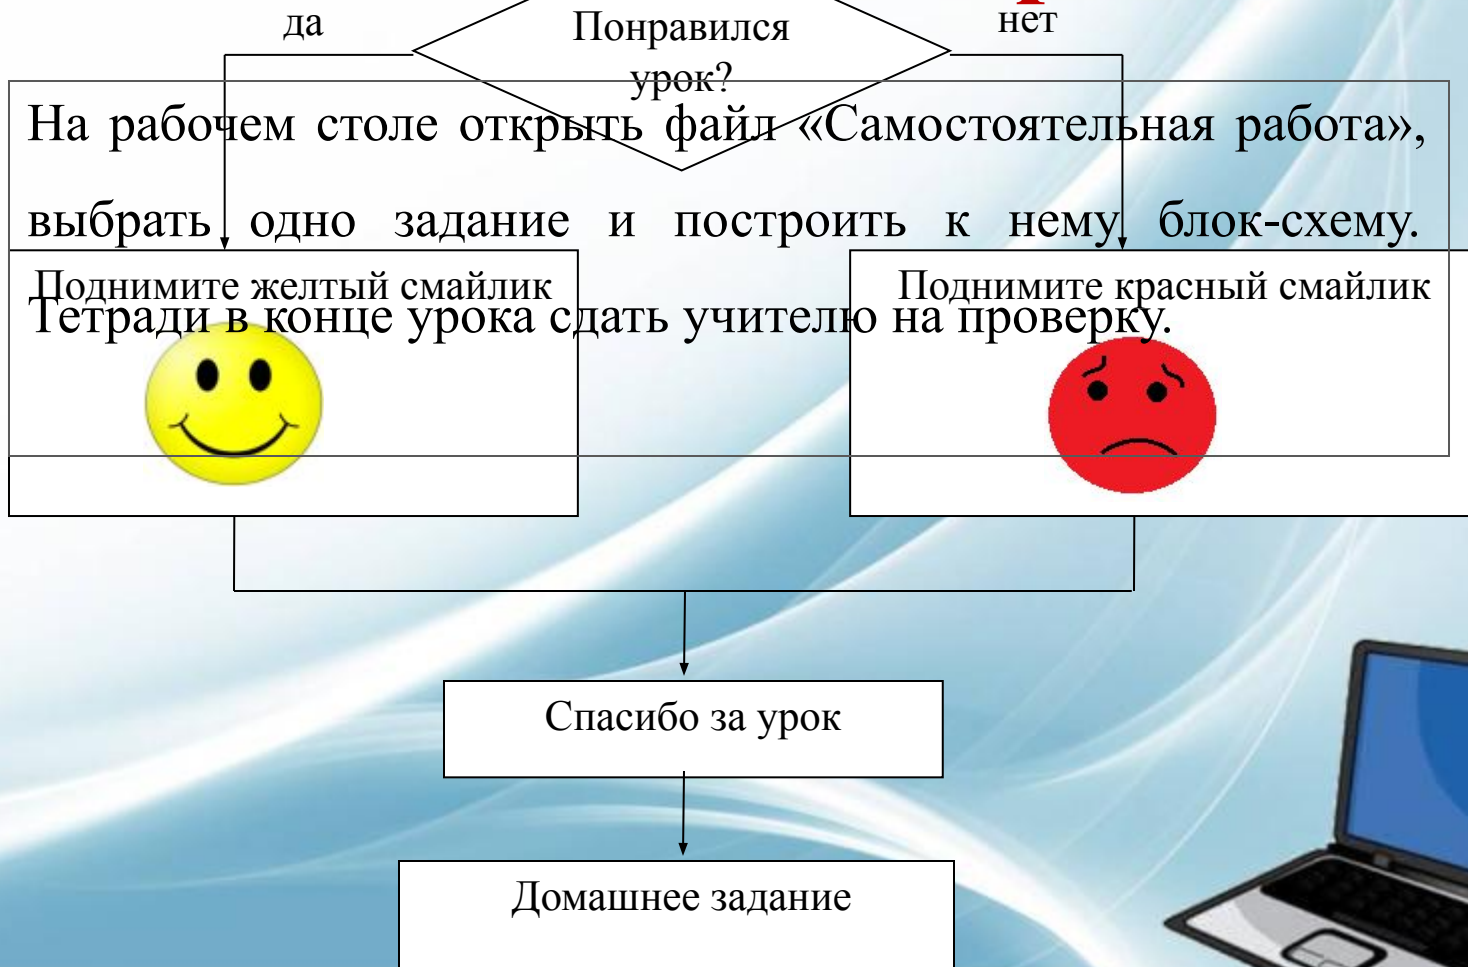 да
Понравился
урок?
нет
На рабочем столе открыть файл «Самостоятельная работа»,
выбрать одно задание и построить к нему блок-схему.
Тетради в конце урока сдать учителю на проверку.
Поднимите желтый смайлик
Поднимите красный смайлик
Спасибо за урок
Домашнее задание